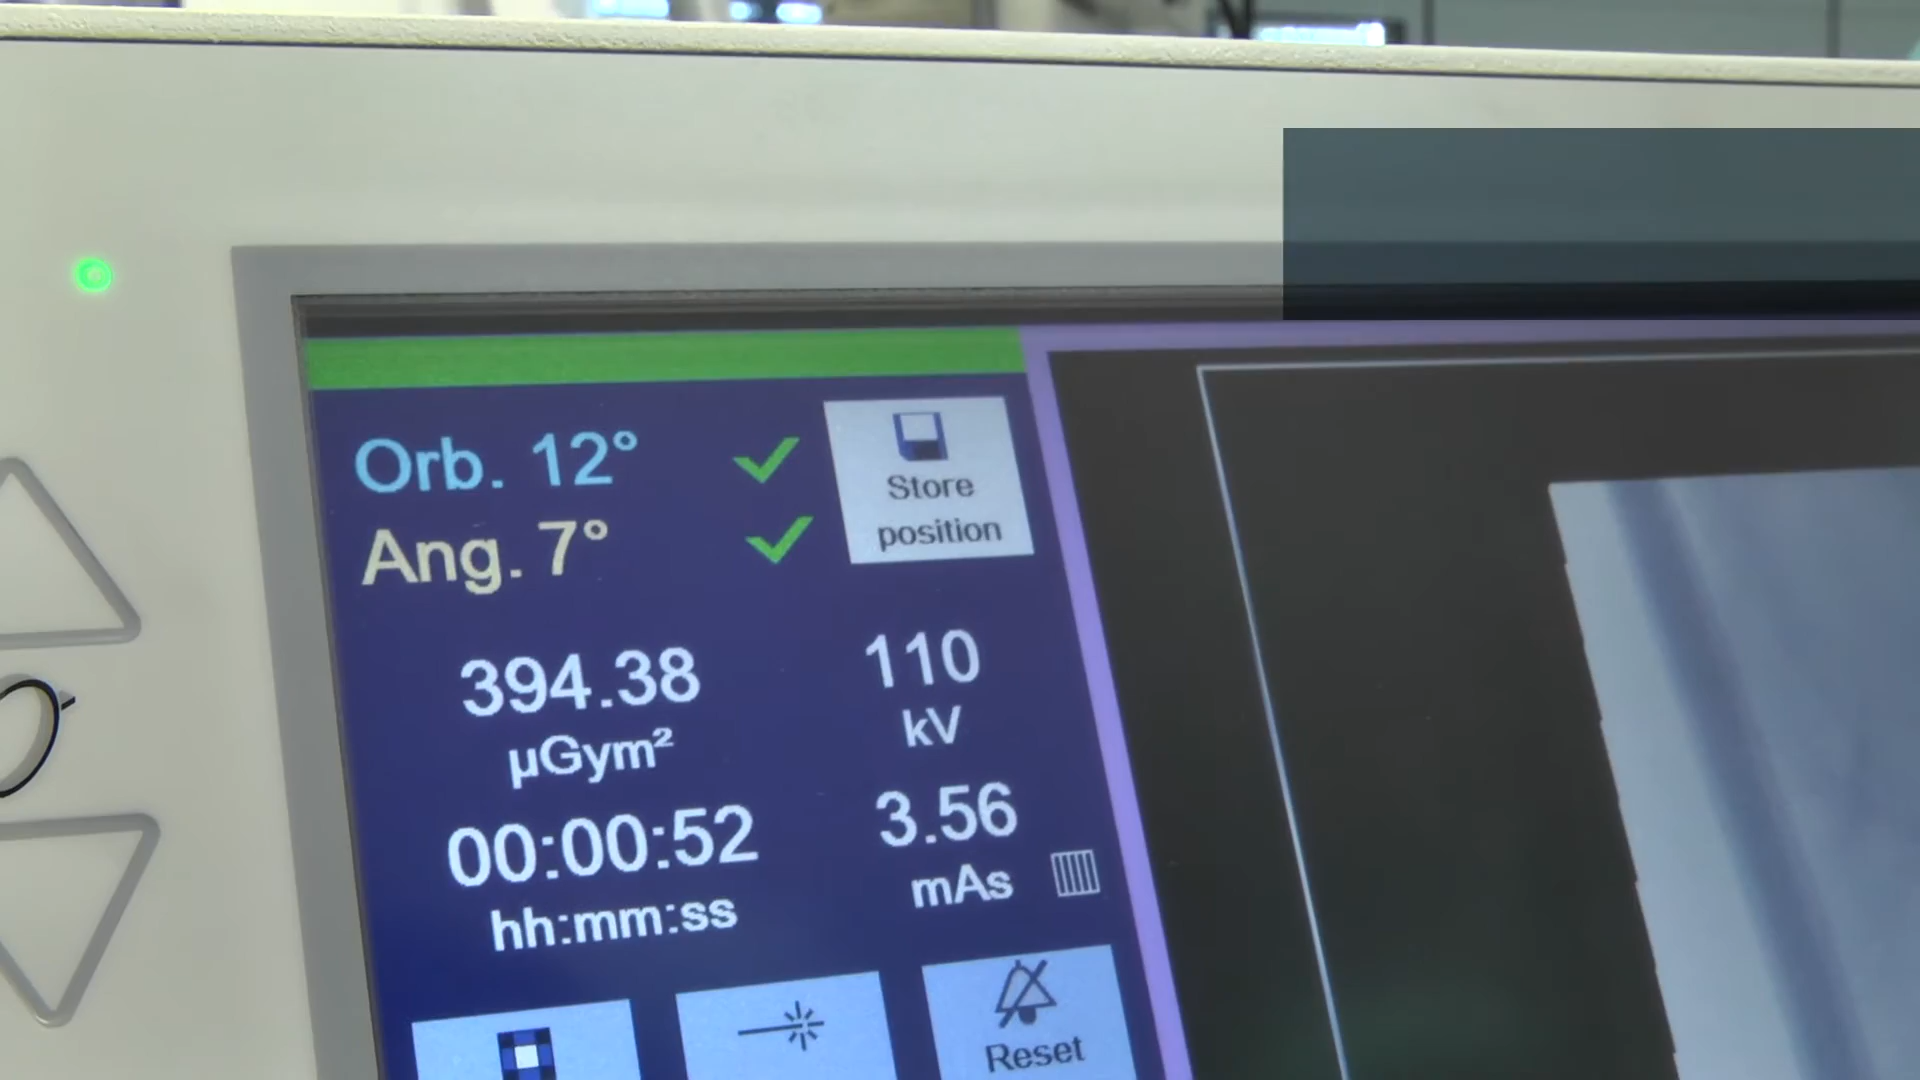 Orb. 12°
Ang. 7°
Store
position
394.38
µGym²
110
kV
00:00:52
hh:mm:ss
3.56
mAs
Reset